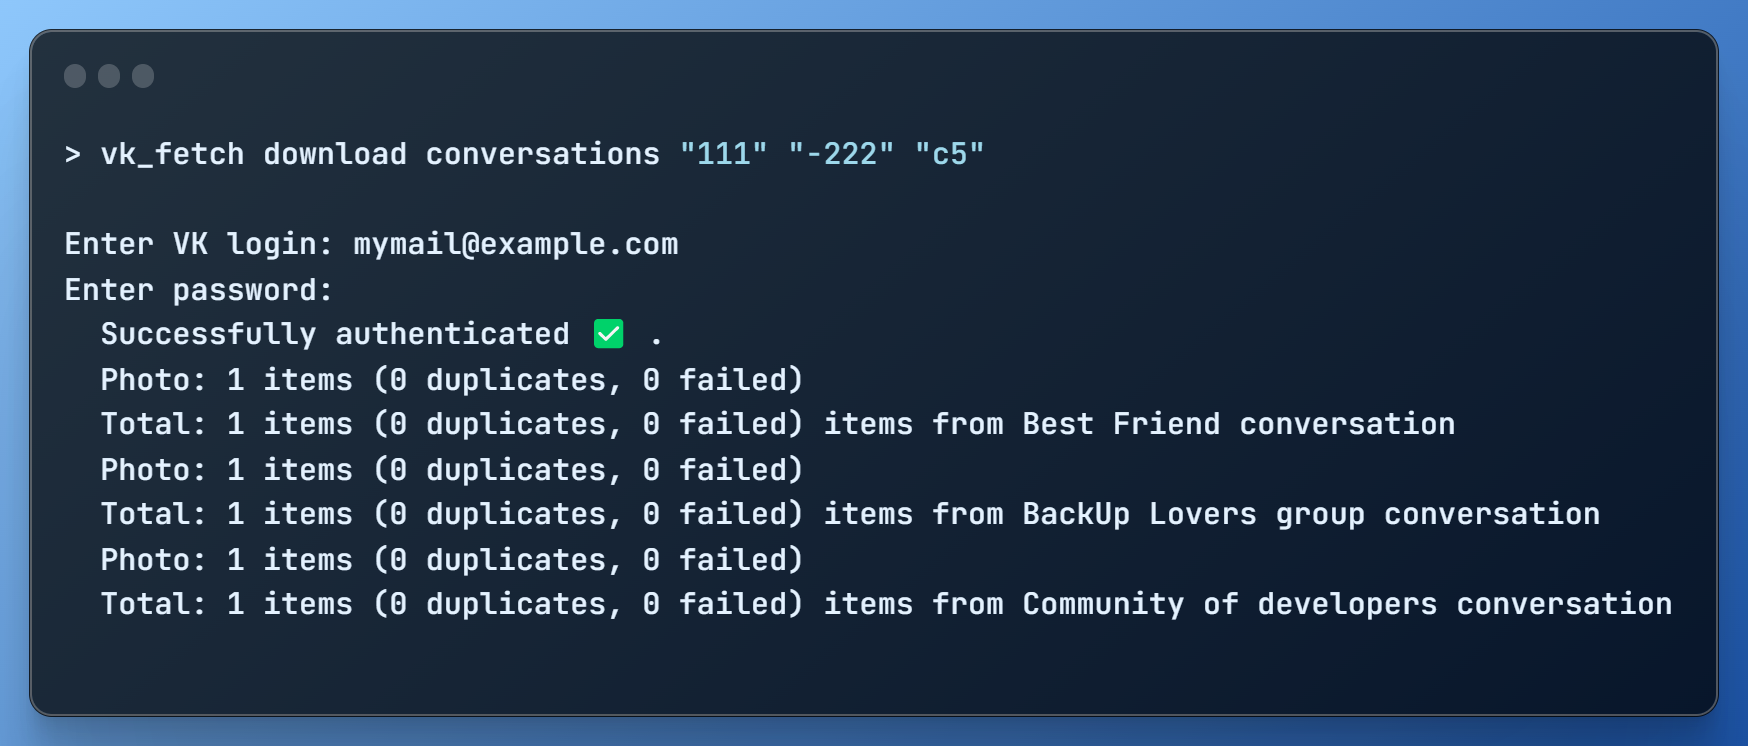 > vk_fetch download conversations "111" "-222" "c5"
Enter VK login: mymail@example.com
Enter password:
Successfully authenticated ✅ .
Photo: 1 items (0 duplicates, 0 failed)
Total: 1 items (0 duplicates, 0 failed) items from Best Friend conversation
Photo: 1 items (0 duplicates, 0 failed)
Total: 1 items (0 duplicates, 0 failed) items from BackUp Lovers group conversation
Photo: 1 items (0 duplicates, 0 failed)
Total: 1 items (0 duplicates, 0 failed) items from Community of developers conversation